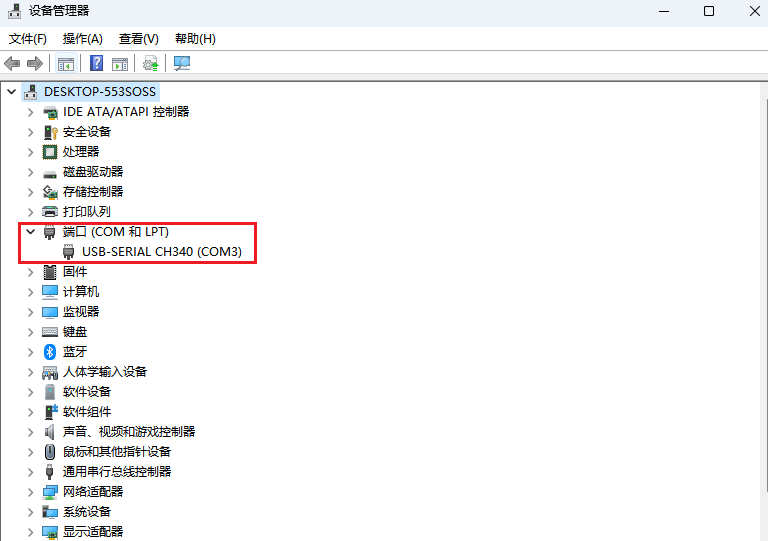 设备管理器
文件(F) 操作(A) 查看(V) 帮助(H)
DESKTOP-553SOSS
IDE ATA/ATAPI 控制器
安全设备
处理器
磁盘驱动器
存储控制器
打印队列
端口 (COM 和 LPT)
USB-SERIAL CH340 (COM3)
固件
计算机
监视器
键盘
蓝牙
人体学输入设备
软件设备
软件组件
声音、视频和游戏控制器
鼠标和其他指针设备
通用串行总线控制器
网络适配器
系统设备
显示适配器